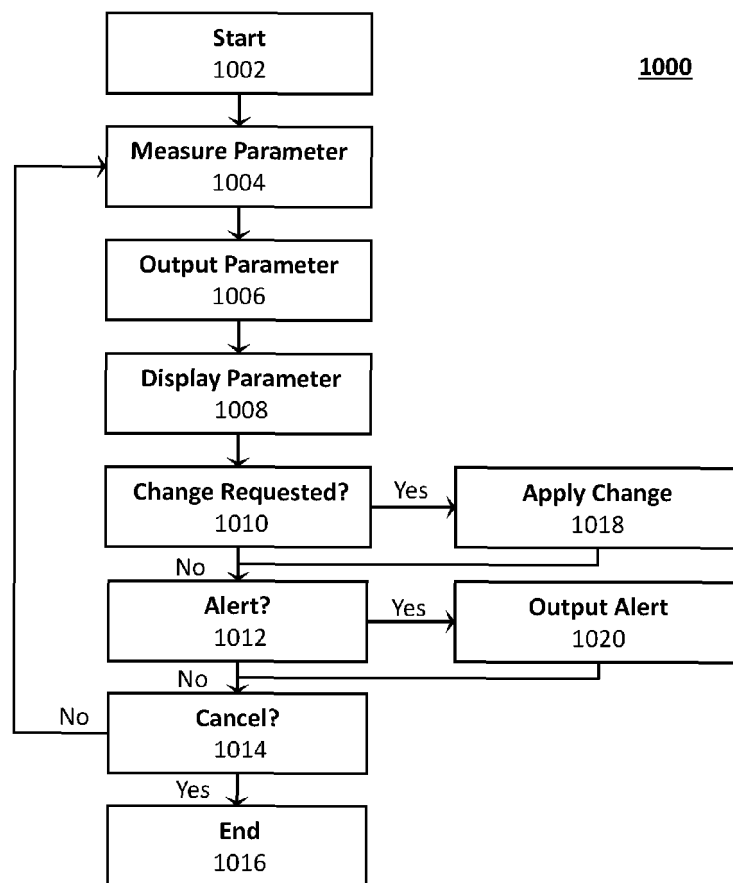 Start
1002
1000
Measure Parameter
1004
Output Parameter
1006
Display Parameter
1008
Change Requested?
1010
Yes
Apply Change
1018
No
Alert?
1012
Yes
Output Alert
1020
No
No
Cancel?
1014
Yes
End
1016